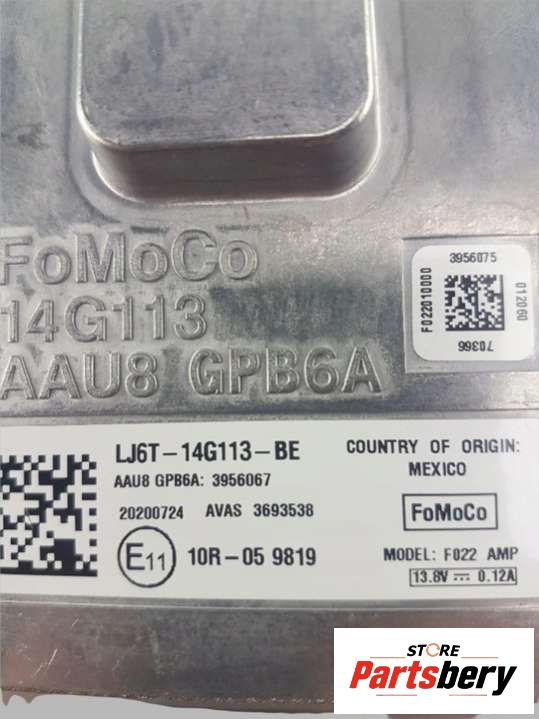 FoMoCo
14G113
AAU8 GPB6A
3956075
F022010000
012060
70366
LJ6T-14G113-BE
AAU8 GPB6A: 3956067
20200724 AVAS 3693538
E11 10R-05 9819
COUNTRY OF ORIGIN:
MEXICO
FoMoCo
MODEL: F022 AMP
13.8V ⎓ 0.12A
STORE
Partsbery